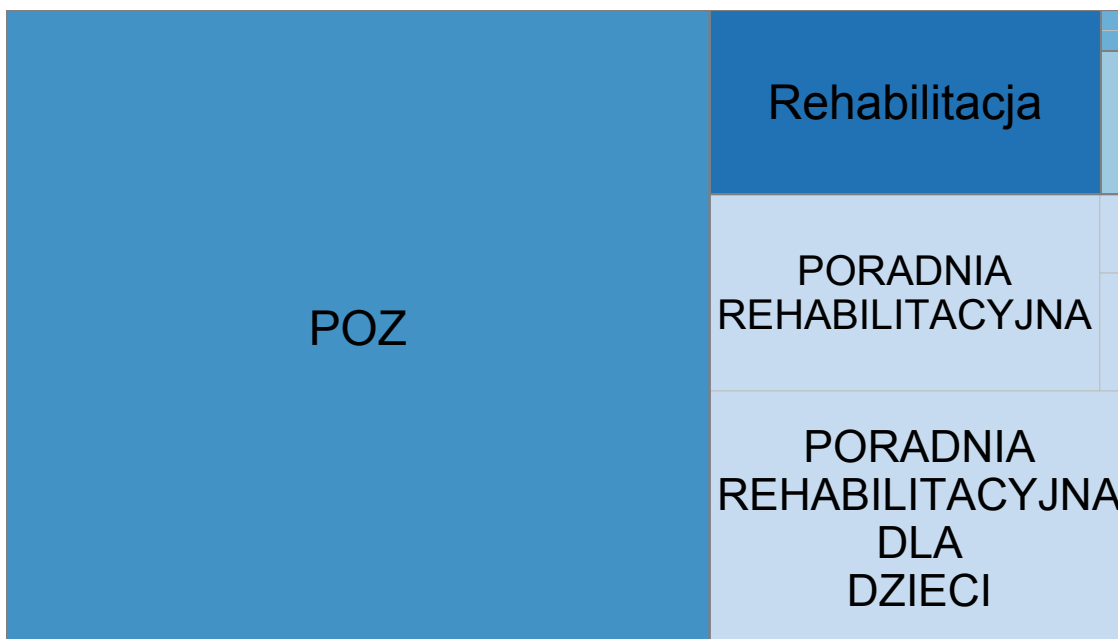 POZ
Rehabilitacja
PORADNIA
REHABILITACYJNA
PORADNIA
REHABILITACYJNA
DLA
DZIECI